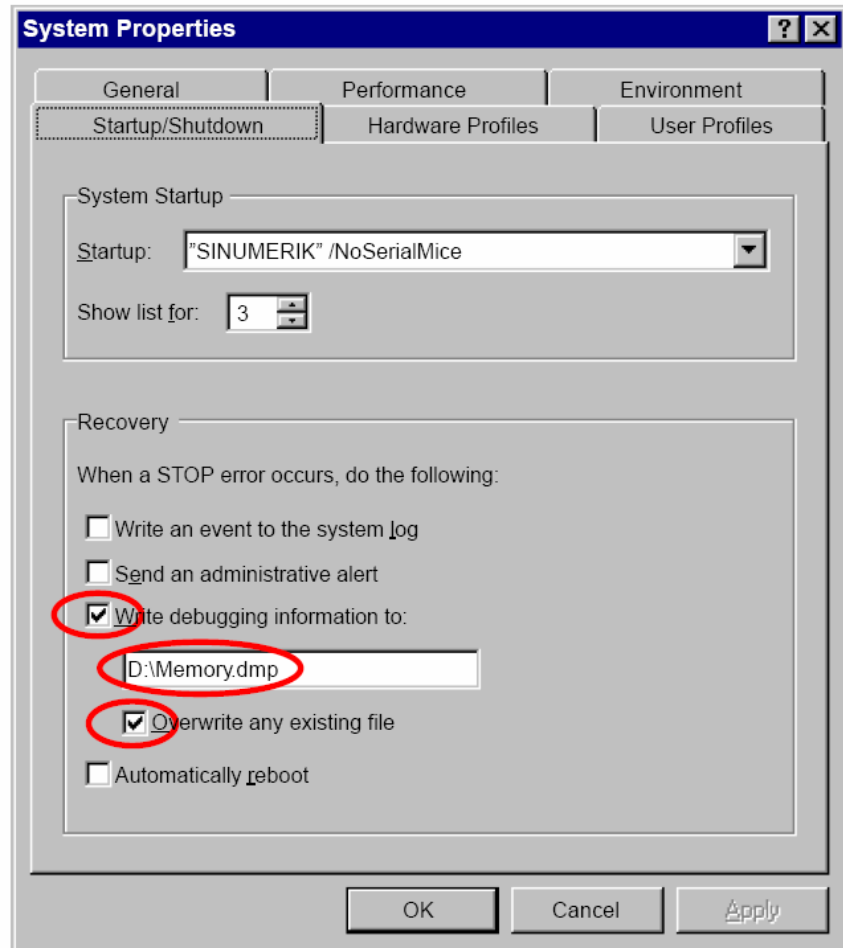 System Properties
General Performance Environment
Startup/Shutdown Hardware Profiles User Profiles
System Startup
Startup: "SINUMERIK" /NoSerialMice
Show list for: 3
Recovery
When a STOP error occurs, do the following:
Write an event to the system log
Send an administrative alert
Write debugging information to:
D:\Memory.dmp
Overwrite any existing file
Automatically reboot
OK Cancel Apply